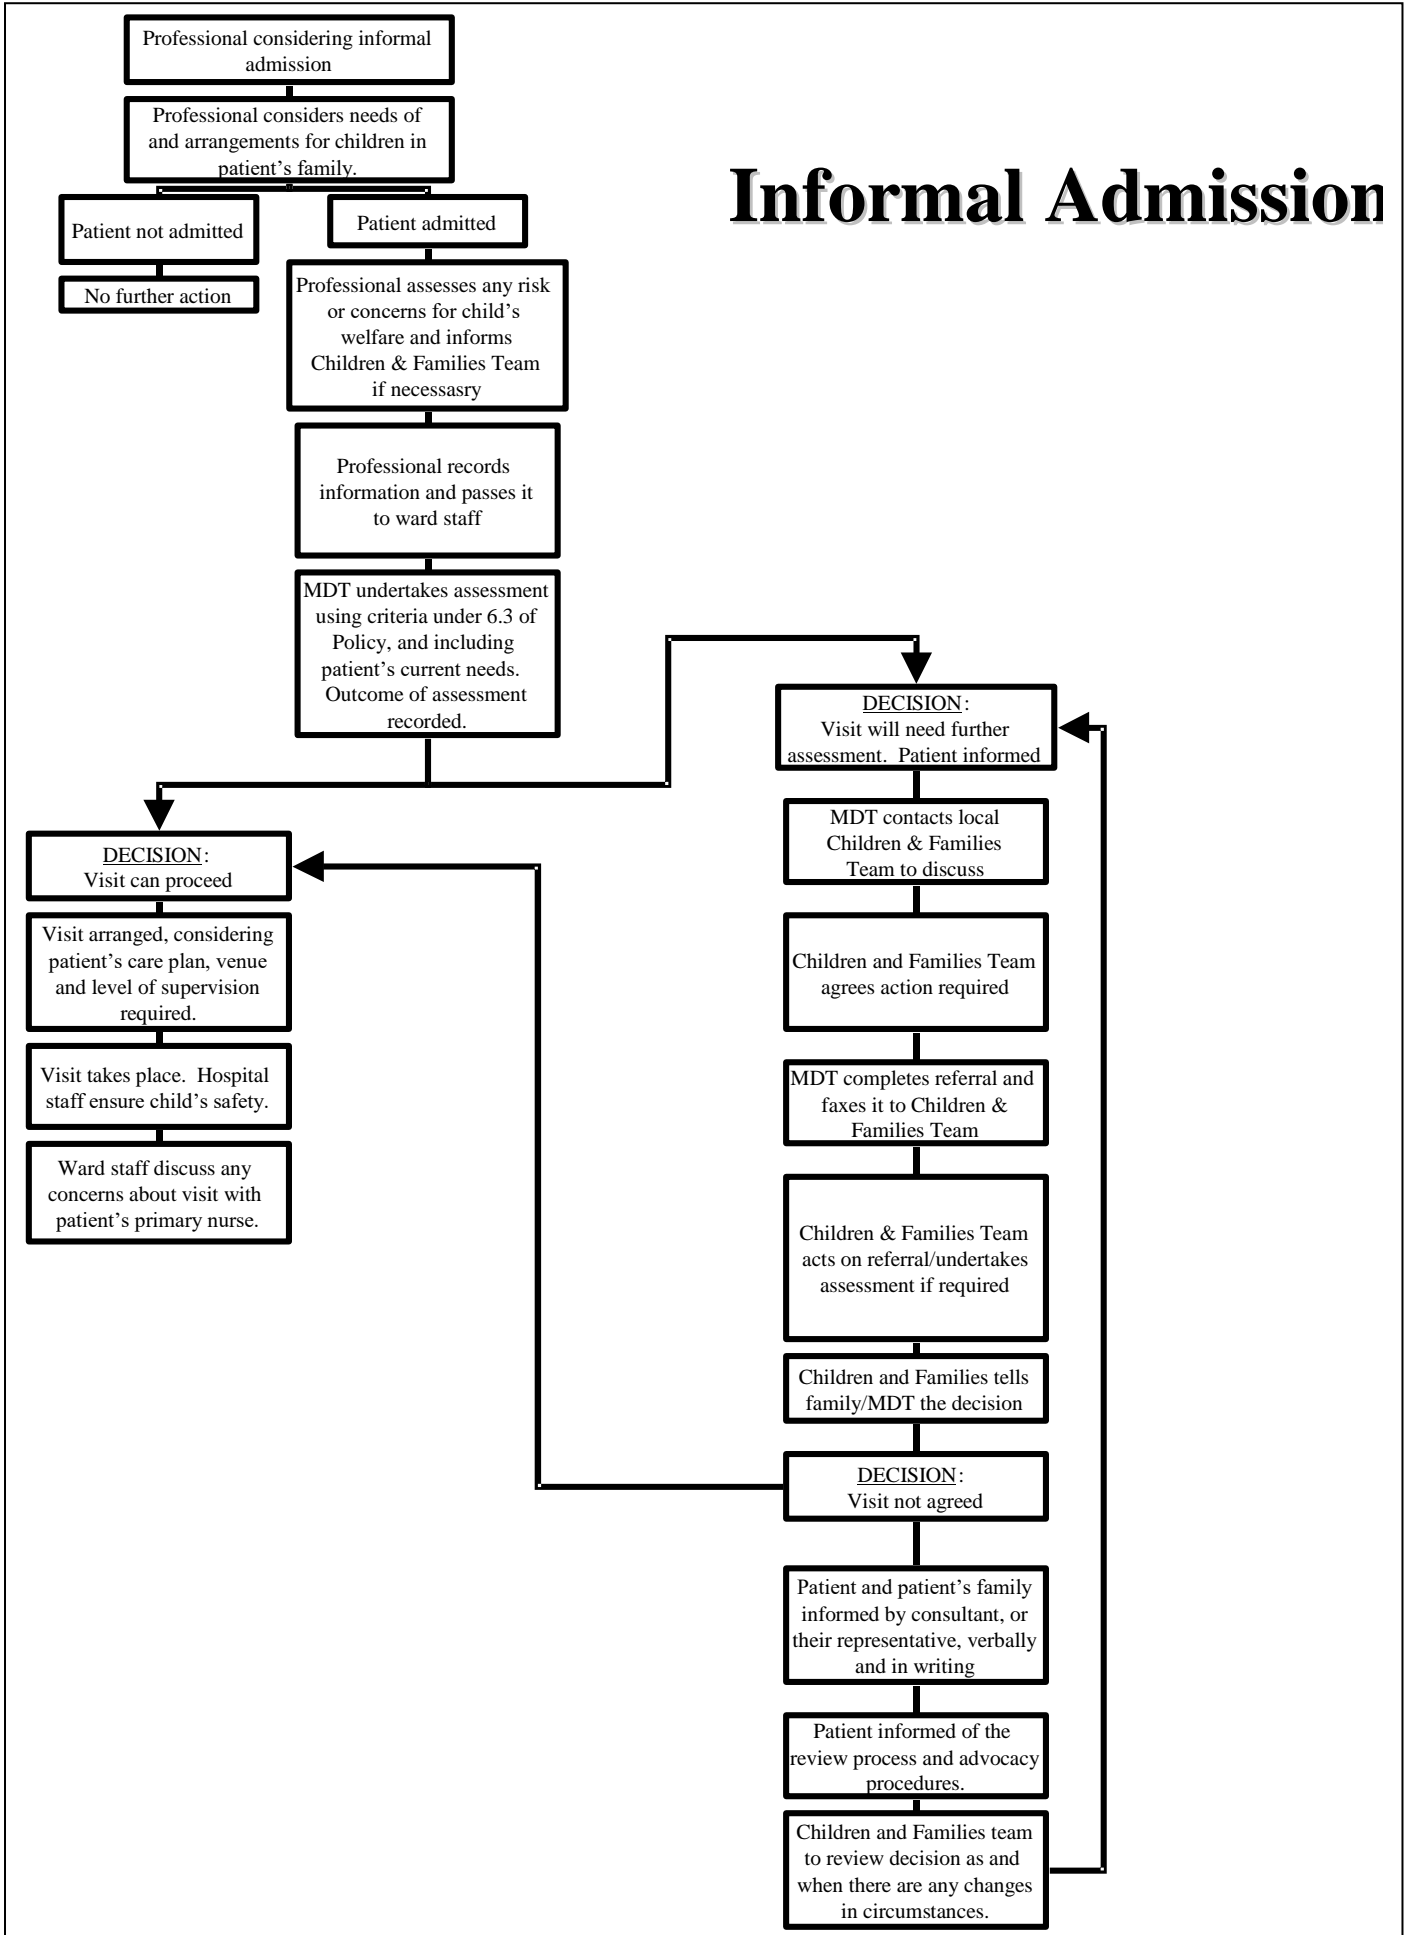 Informal Admission
Professional considering informal
admission
Professional considers needs of
and arrangements for children in
patient’s family.
Patient not admitted
No further action
Patient admitted
Professional assesses any risk
or concerns for child’s
welfare and informs
Children & Families Team
if necessasry
Professional records
information and passes it
to ward staff
MDT undertakes assessment
using criteria under 6.3 of
Policy, and including
patient’s current needs.
Outcome of assessment
recorded.
DECISION:
Visit can proceed
Visit arranged, considering
patient’s care plan, venue
and level of supervision
required.
Visit takes place. Hospital
staff ensure child’s safety.
Ward staff discuss any
concerns about visit with
patient’s primary nurse.
DECISION:
Visit will need further
assessment. Patient informed
MDT contacts local
Children & Families
Team to discuss
Children and Families Team
agrees action required
MDT completes referral and
faxes it to Children &
Families Team
Children & Families Team
acts on referral/undertakes
assessment if required
Children and Families tells
family/MDT the decision
DECISION:
Visit not agreed
Patient and patient’s family
informed by consultant, or
their representative, verbally
and in writing
Patient informed of the
review process and advocacy
procedures.
Children and Families team
to review decision as and
when there are any changes
in circumstances.